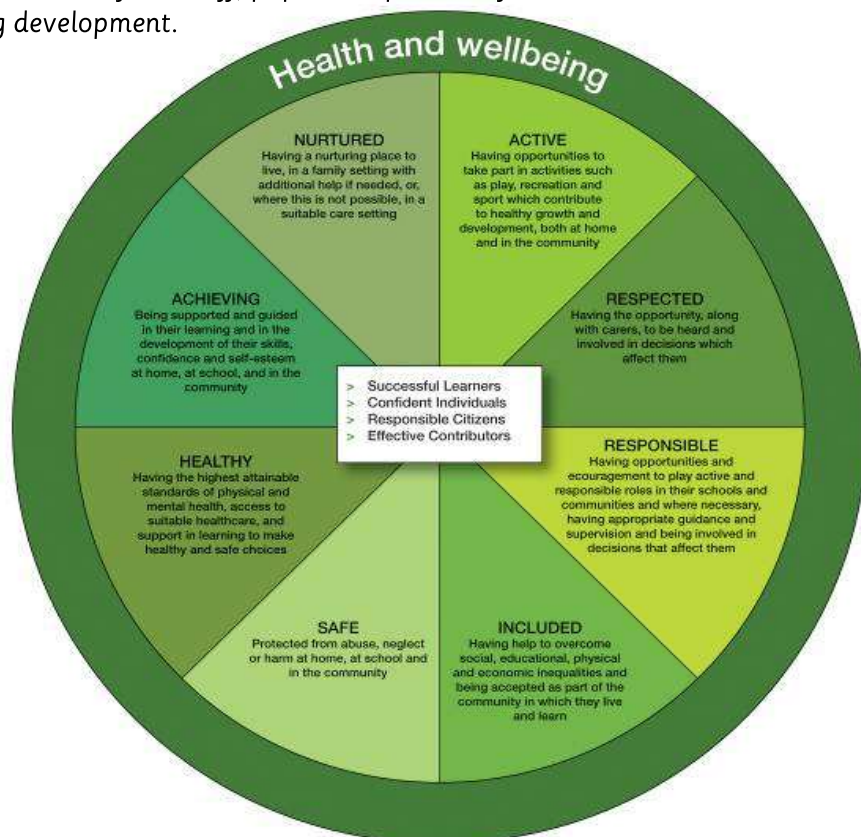 g development.
Health and wellbeing
NURTURED
Having a nurturing place to
live, in a family setting with
additional help if needed, or,
where this is not possible, in a
suitable care setting
ACTIVE
Having opportunities to
take part in activities such
as play, recreation and
sport which contribute
to healthy growth and
development, both at home
and in the community
ACHIEVING
Being supported and guided
in their learning and in the
development of their skills,
confidence and self-esteem
at home, at school, and in the
community
RESPECTED
Having the opportunity, along
with carers, to be heard and
involved in decisions which
affect them
> Successful Learners
> Confident Individuals
> Responsible Citizens
> Effective Contributors
HEALTHY
Having the highest attainable
standards of physical and
mental health, access to
suitable healthcare, and
support in learning to make
healthy and safe choices
RESPONSIBLE
Having opportunities and
ecouragement to play active and
responsible roles in their schools and
communities and where necessary,
having appropriate guidance and
supervision and being involved in
decisions that affect them
SAFE
Protected from abuse, neglect
or harm at home, at school and
in the community
INCLUDED
Having help to overcome
social, educational, physical
and economic inequalities and
being accepted as part of the
community in which they live
and learn